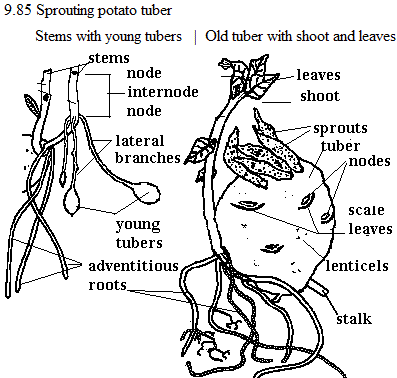 9.85 Sprouting potato tuber
Stems with young tubers | Old tuber with shoot and leaves
stems
node
internode
node
lateral
branches
young
tubers
adventitious
roots
leaves
shoot
sprouts
tuber
nodes
scale
leaves
lenticels
stalk